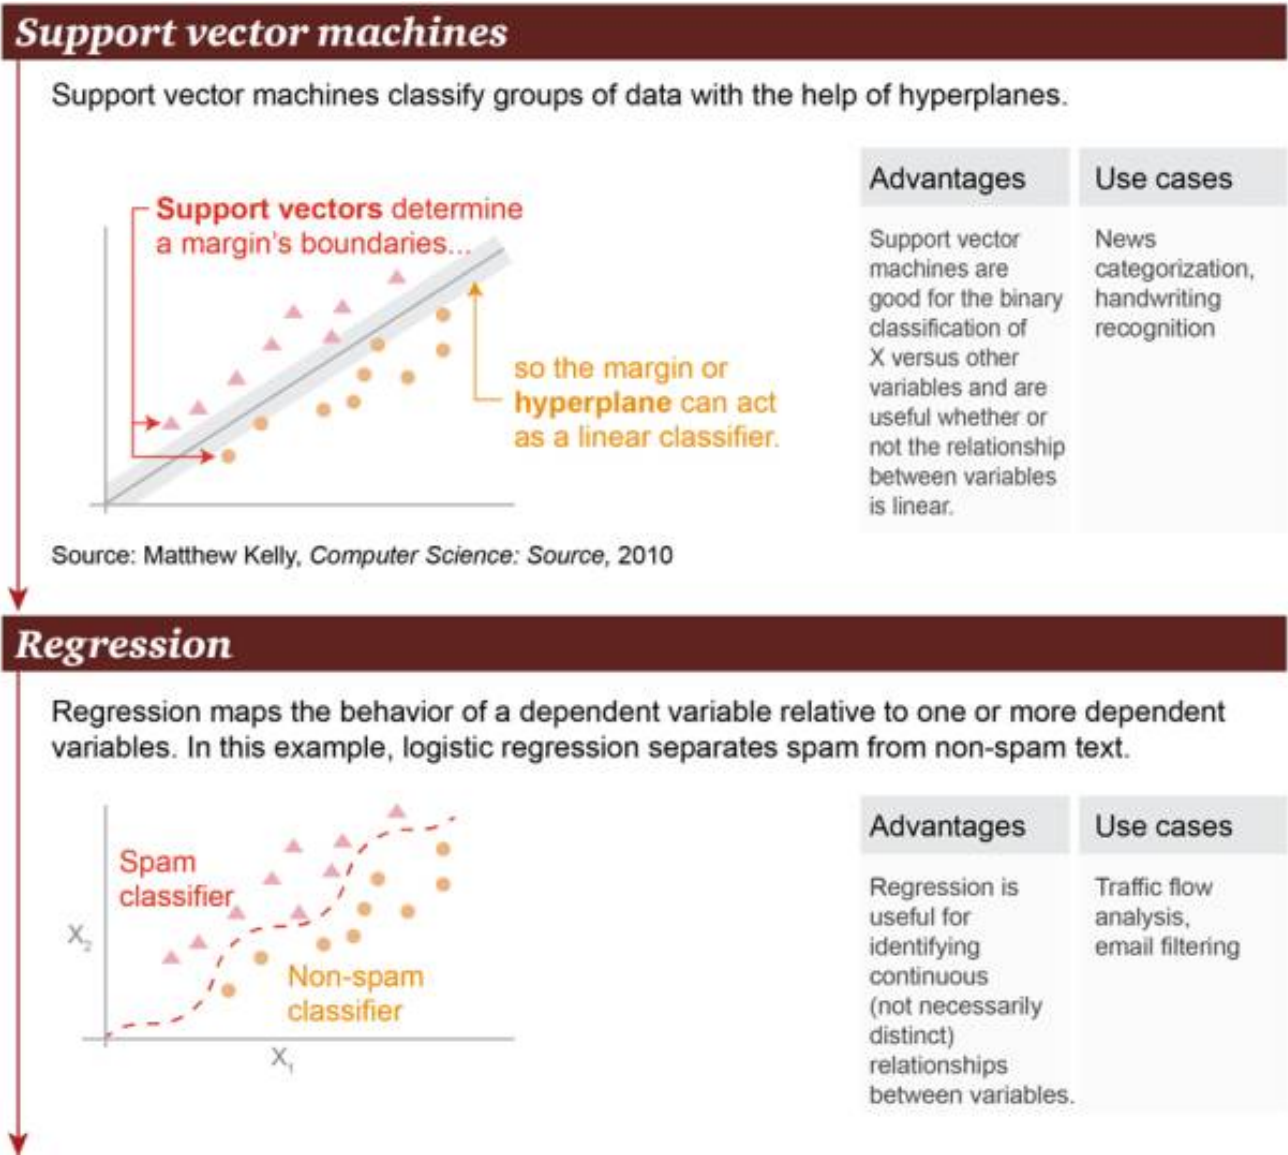 Support vector machines
Support vector machines classify groups of data with the help of hyperplanes.
Support vectors determine
a margin's boundaries...
so the margin or
hyperplane can act
as a linear classifier.
Advantages
Support vector
machines are
good for the binary
classification of
X versus other
variables and are
useful whether or
not the relationship
between variables
is linear.
Use cases
News
categorization,
handwriting
recognition
Source: Matthew Kelly, Computer Science: Source, 2010
Regression
Regression maps the behavior of a dependent variable relative to one or more dependent
variables. In this example, logistic regression separates spam from non-spam text.
Spam
classifier
X₂
Non-spam
classifier
X₁
Advantages
Regression is
useful for
identifying
continuous
(not necessarily
distinct)
relationships
between variables.
Use cases
Traffic flow
analysis,
email filtering